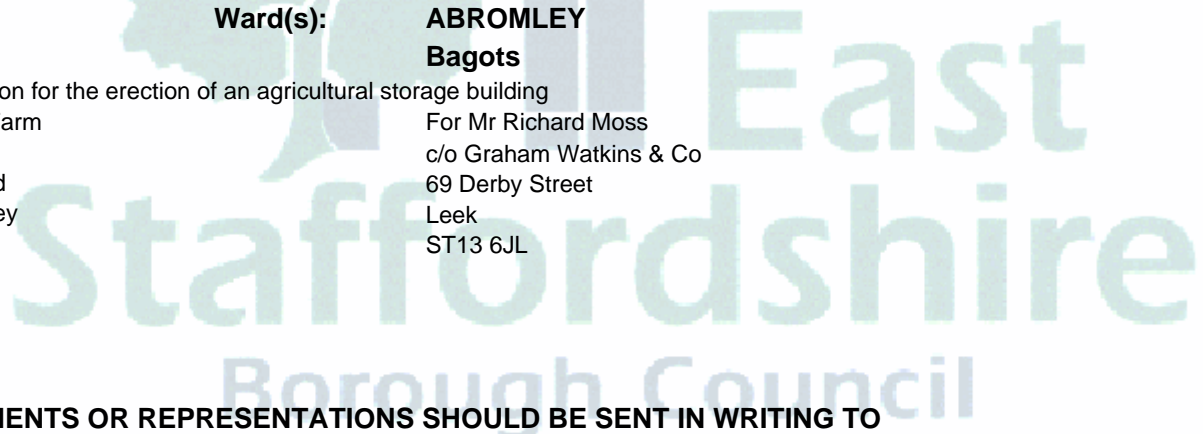 Ward(s): ABROMLEY
Bagots
on for the erection of an agricultural storage building
arm For Mr Richard Moss
c/o Graham Watkins & Co
d 69 Derby Street
ey Leek
ST13 6JL
East
Staffordshire
Borough Council
MENTS OR REPRESENTATIONS SHOULD BE SENT IN WRITING TO